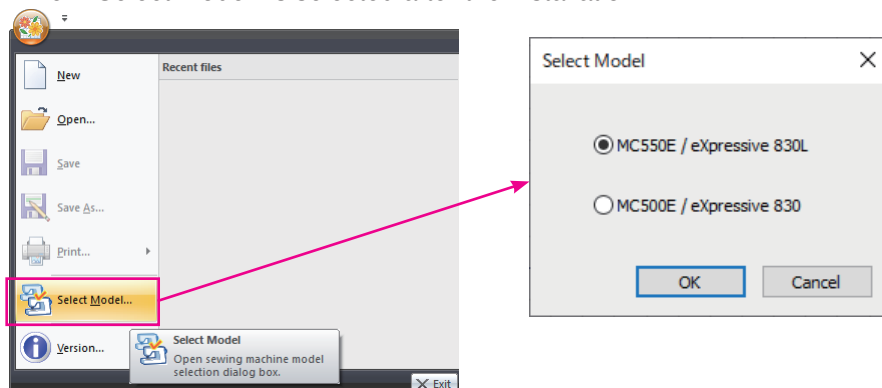 New
Recent files
Open...
Save
Save As...
Print...
Select Model...
Version...
Select Model
Open sewing machine model
selection dialog box.
Exit
Select Model
MC550E / eXpressive 830L
MC500E / eXpressive 830
OK
Cancel